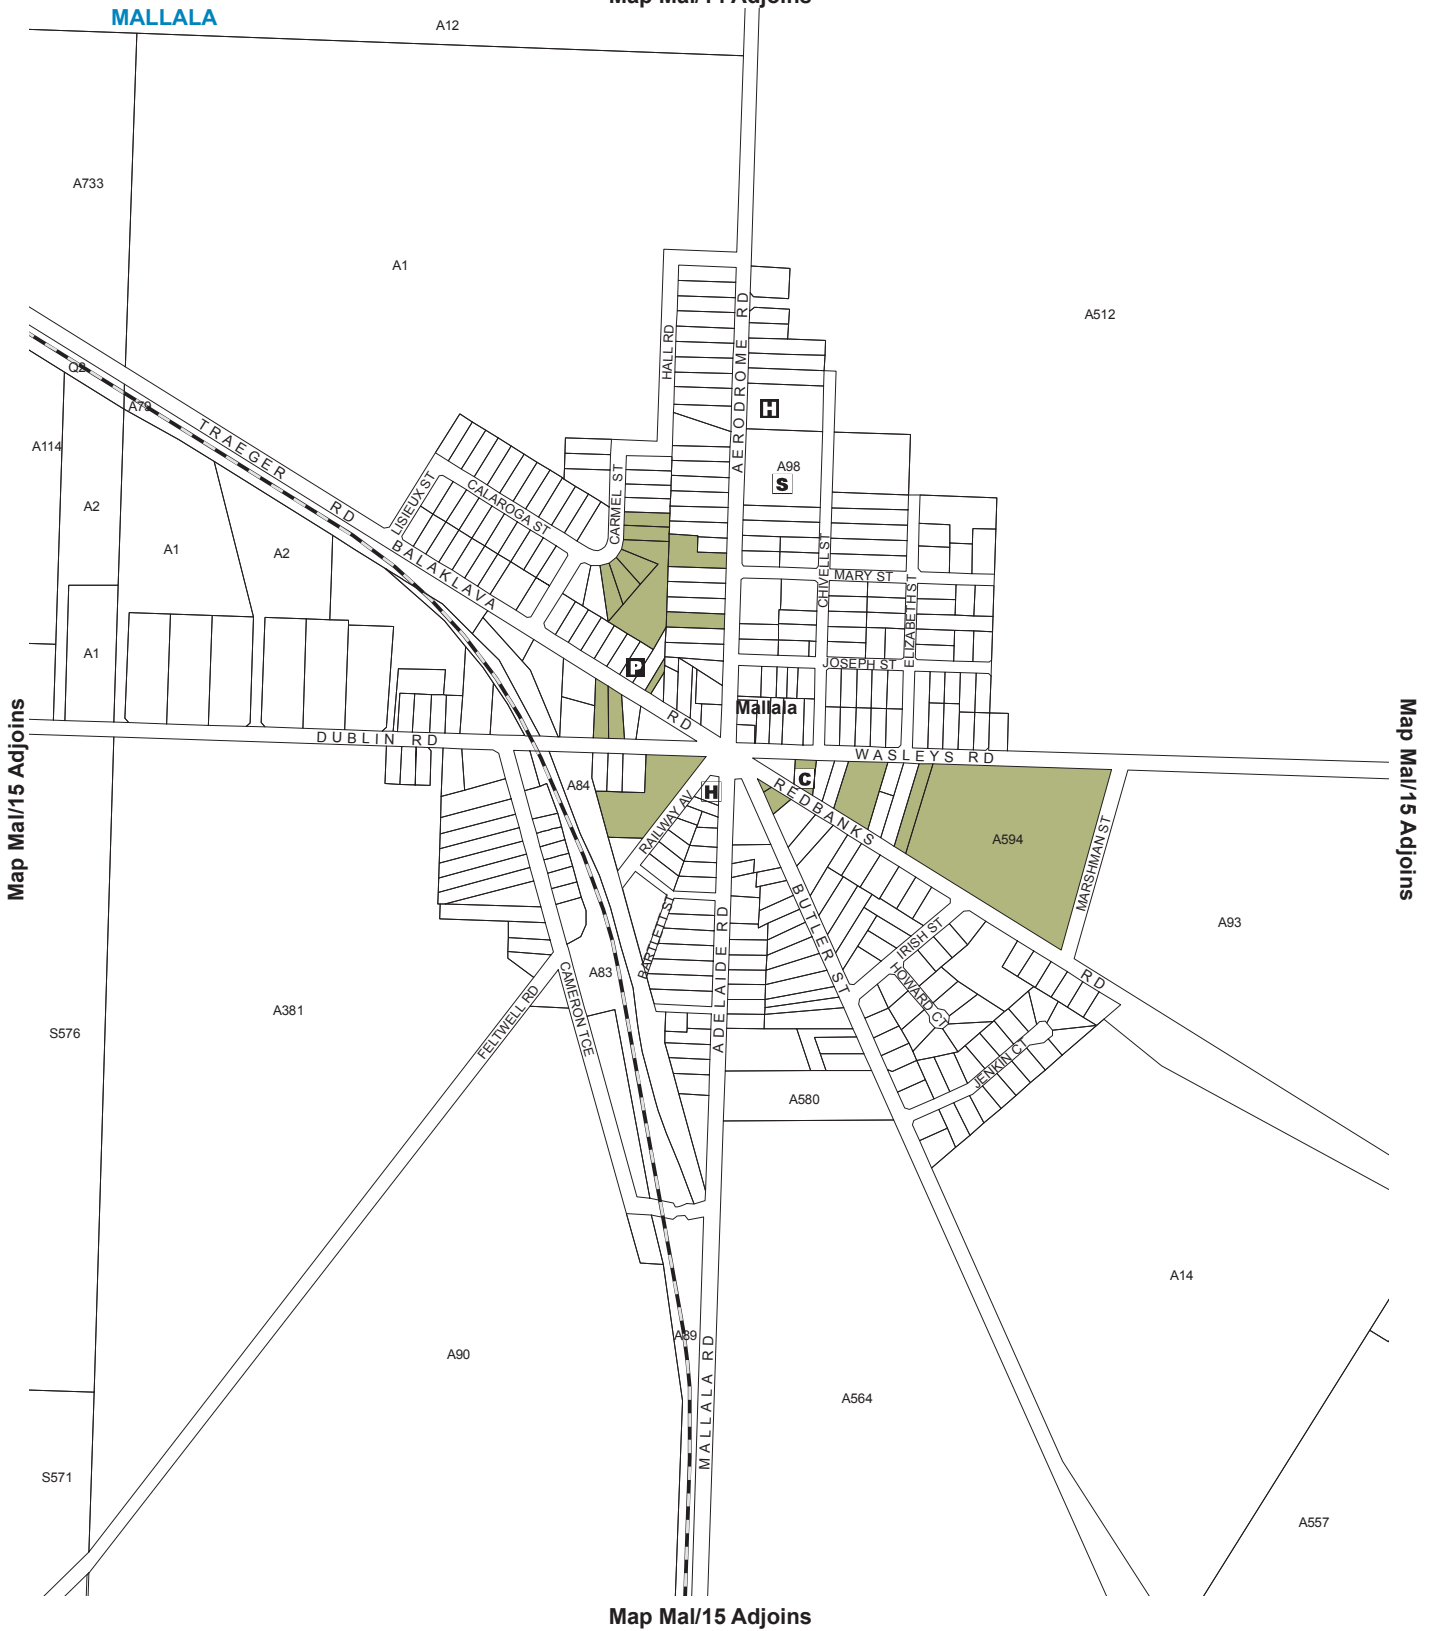 Map Mal/14 Adjoins
MALLALA
A12
A733
A1
A512
HALL RD
AERODROME RD
Q2
A79
TRAEGER RD
H
A114
A98
S
LISIEUX ST
CALAROGA ST
CARMEL ST
A2
A1
A2
BALAKLAVA RD
CHIVELL ST
MARY ST
ELIZABETH ST
A1
P
JOSEPH ST
Mallala
Map Mal/15 Adjoins
Map Mal/15 Adjoins
DUBLIN RD
WASLEYS RD
A84
H
C
REDBANKS RD
RAILWAY AV
A594
MARSHMAN ST
BUTLER ST
A93
BARTLETT ST
ADELAIDE RD
IRISH ST
HOWARD CT
A83
CAMERON TCE
FELTWELL RD
A381
S576
JENKIN CT
A580
A14
A89
A90
MALLALA RD
A564
S571
A557
Map Mal/15 Adjoins